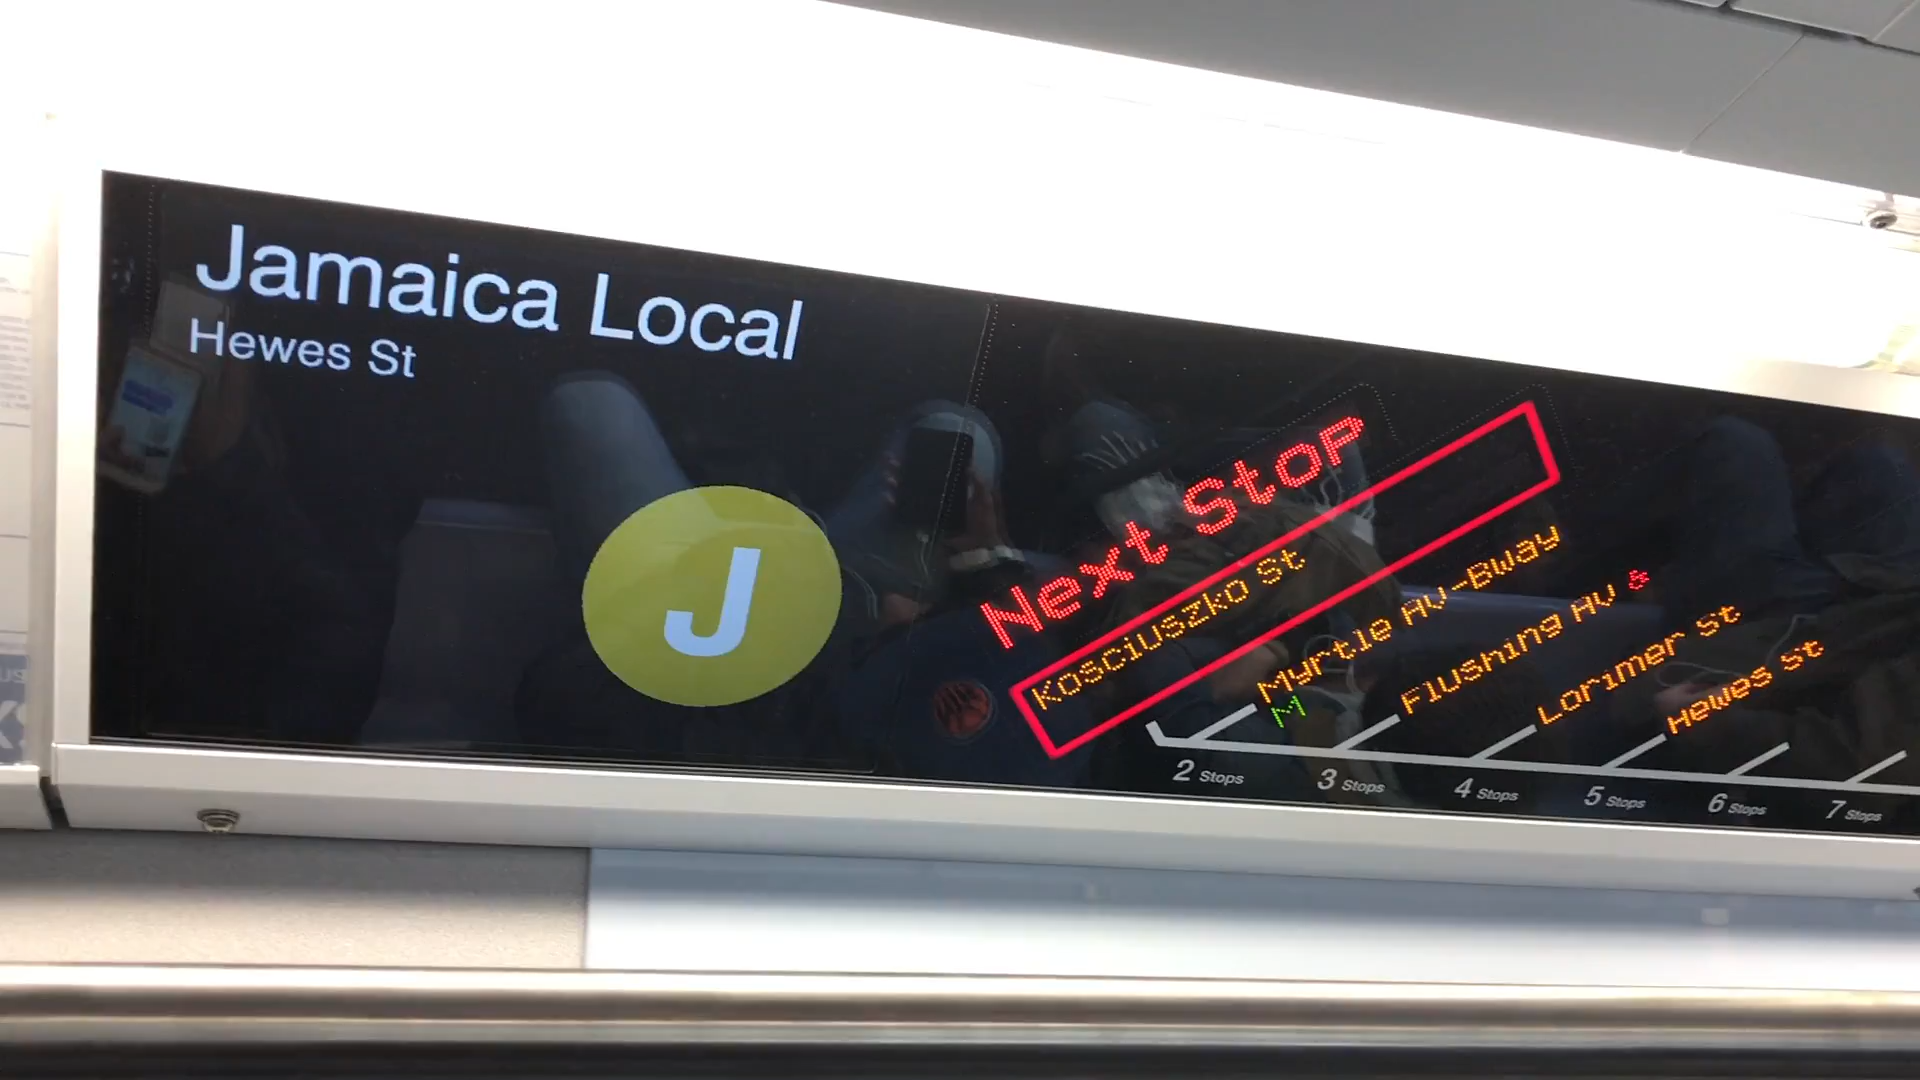 Jamaica Local
Hewes St
J
Next Stop
Kosciuszko St
Myrtle AV-Bway
M
Flushing AV
Lorimer St
Hewes St
2 Stops
3 Stops
4 Stops
5 Stops
6 Stops
7 Stops